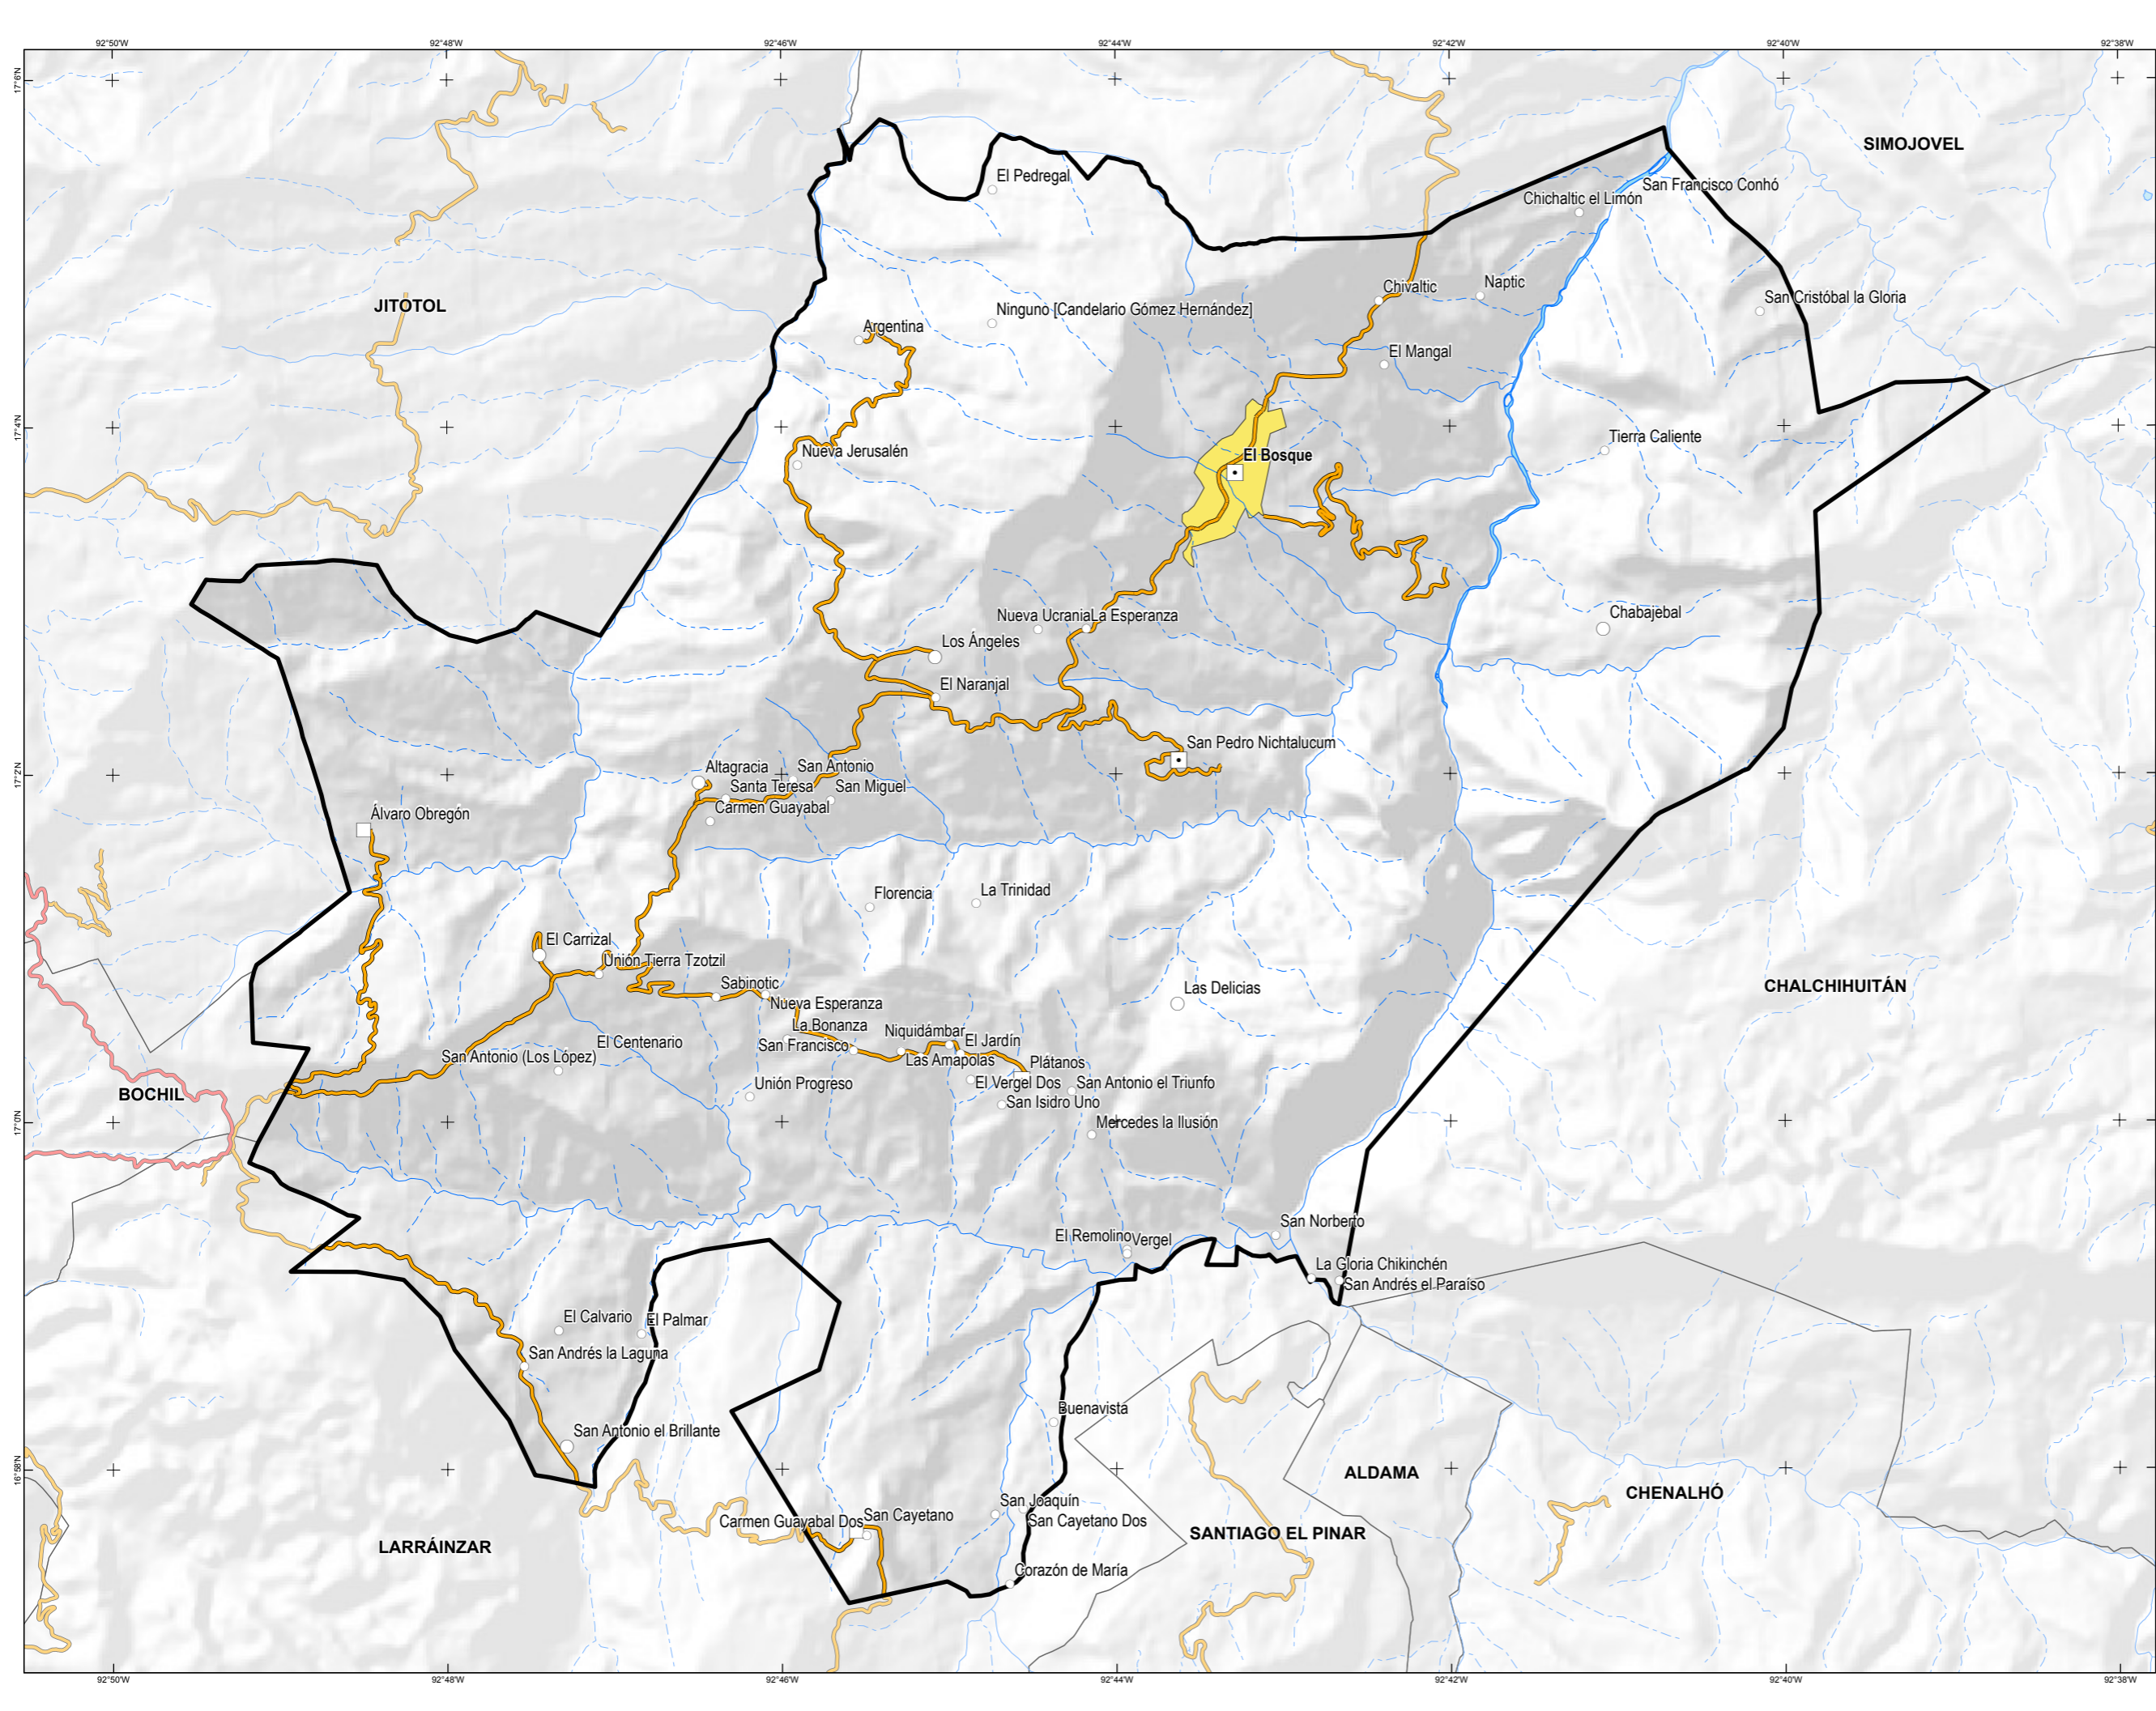 92°50'W
92°48'W
92°46'W
92°44'W
92°42'W
92°40'W
92°38'W
17°6'N
SIMOJOVEL
El Pedregal
San Francisco Conhó
Chichaltic el Limón
Chivaltic
Naptic
San Cristóbal la Gloria
JITOTOL
Ninguno [Candelario Gómez Hernández]
Argentina
El Mangal
17°4'N
Tierra Caliente
Nueva Jerusalén
El Bosque
Nueva Ucrania
La Esperanza
Chabajebal
Los Ángeles
El Naranjal
San Pedro Nichtalucum
17°2'N
Altagracia
San Antonio
Santa Teresa
San Miguel
Carmen Guayabal
Álvaro Obregón
Florencia
La Trinidad
El Carrizal
Unión Tierra Tzotzil
Sabinotic
Las Delicias
CHALCHIHUITÁN
Nueva Esperanza
La Bonanza
Niquidámbar
El Centenario
San Francisco
El Jardín
San Antonio (Los López)
Las Amapolas
Plátanos
Unión Progreso
El Vergel Dos
San Antonio el Triunfo
BOCHIL
San Isidro Uno
17°0'N
Mercedes la Ilusión
San Norberto
El Remolino
Vergel
La Gloria Chikinchén
San Andrés el Paraíso
El Calvario
El Palmar
San Andrés la Laguna
Buenavista
San Antonio el Brillante
16°58'N
ALDAMA
CHENALHÓ
San Joaquín
Carmen Guayabal Dos
San Cayetano
San Cayetano Dos
SANTIAGO EL PINAR
LARRÁINZAR
Corazón de María
92°50'W
92°48'W
92°46'W
92°44'W
92°42'W
92°40'W
92°38'W